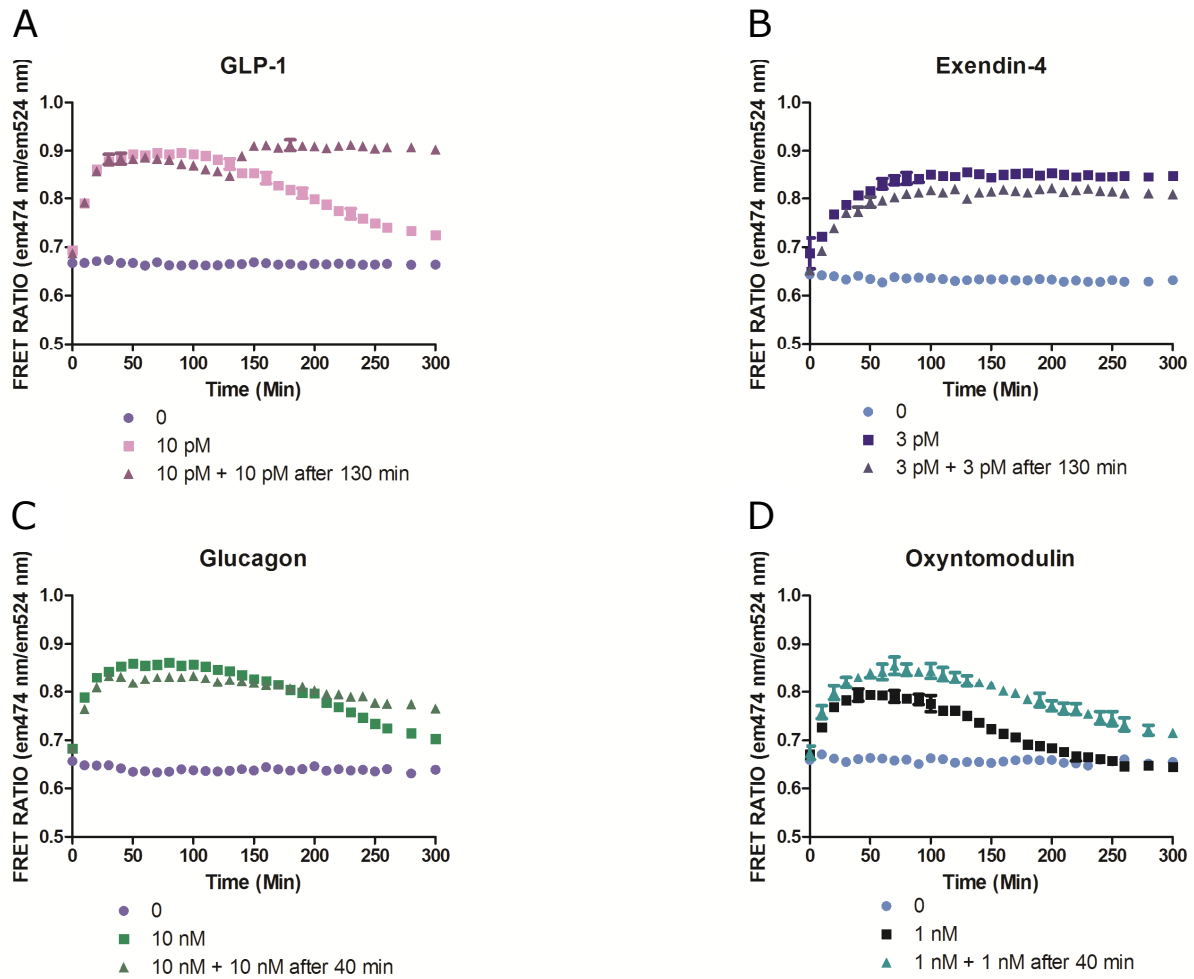 A
GLP-1
FRET RATIO (em474 nm/em524 nm)
1.0
0.9
0.8
0.7
0.6
0.5
0 50 100 150 200 250 300
Time (Min)
0
10 pM
10 pM + 10 pM after 130 min
B
Exendin-4
FRET RATIO (em474 nm/em524 nm)
1.0
0.9
0.8
0.7
0.6
0.5
0 50 100 150 200 250 300
Time (Min)
0
3 pM
3 pM + 3 pM after 130 min
C
Glucagon
FRET RATIO (em474 nm/em524 nm)
1.0
0.9
0.8
0.7
0.6
0.5
0 50 100 150 200 250 300
Time (Min)
0
10 nM
10 nM + 10 nM after 40 min
D
Oxyntomodulin
FRET RATIO (em474 nm/em524 nm)
1.0
0.9
0.8
0.7
0.6
0.5
0 50 100 150 200 250 300
Time (Min)
0
1 nM
1 nM + 1 nM after 40 min